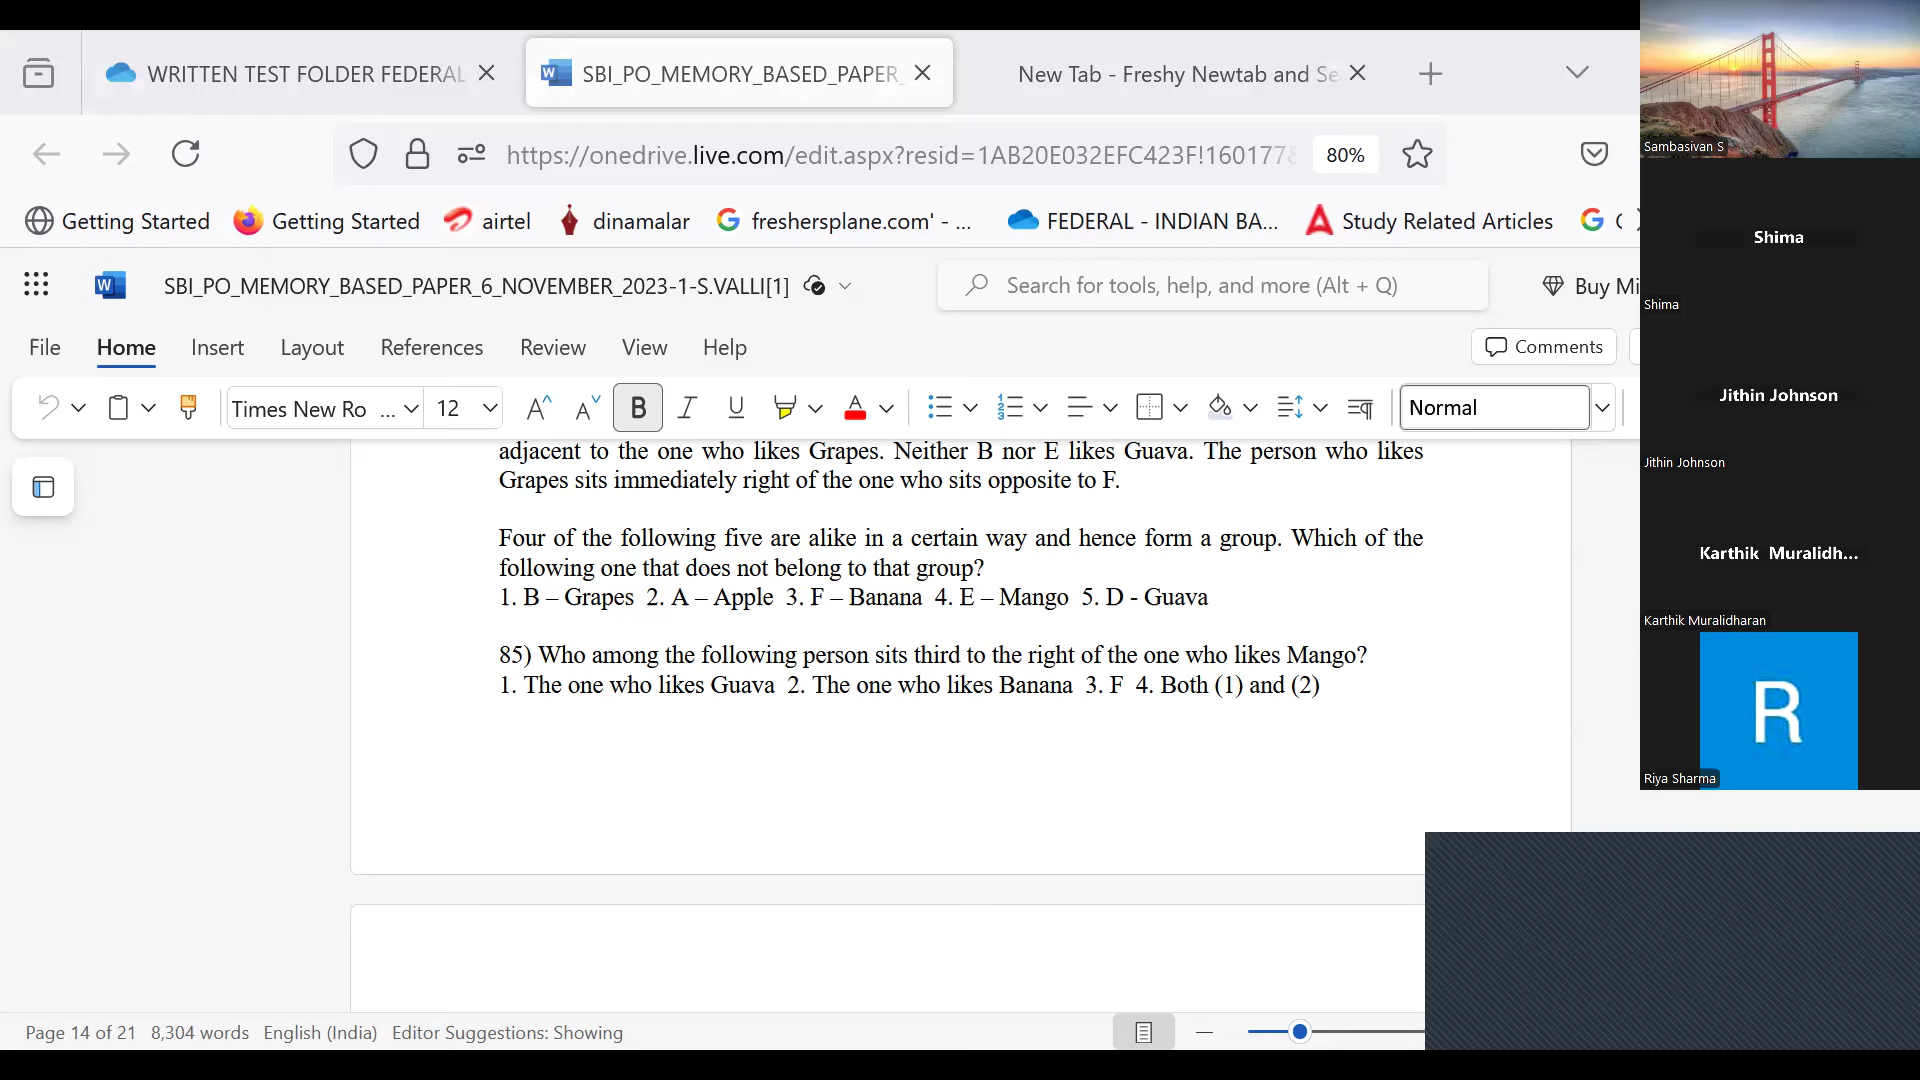 WRITTEN TEST FOLDER FEDERAL
SBI_PO_MEMORY_BASED_PAPER_
New Tab - Freshy Newtab and Se
https://onedrive.live.com/edit.aspx?resid=1AB20E032EFC423F!1601778
80%
Getting Started
Getting Started
airtel
dinamalar
freshersplane.com' - ...
FEDERAL - INDIAN BA...
Study Related Articles
SBI_PO_MEMORY_BASED_PAPER_6_NOVEMBER_2023-1-S.VALLI[1]
Search for tools, help, and more (Alt + Q)
Buy Mi
File Home Insert Layout References Review View Help
Comments
Times New Ro ...
12
Normal
adjacent to the one who likes Grapes. Neither B nor E likes Guava. The person who likes
Grapes sits immediately right of the one who sits opposite to F.
Four of the following five are alike in a certain way and hence form a group. Which of the
following one that does not belong to that group?
1. B – Grapes 2. A – Apple 3. F – Banana 4. E – Mango 5. D - Guava
85) Who among the following person sits third to the right of the one who likes Mango?
1. The one who likes Guava 2. The one who likes Banana 3. F 4. Both (1) and (2)
Page 14 of 21 8,304 words English (India) Editor Suggestions: Showing
Sambasivan S
Shima
Shima
Jithin Johnson
Jithin Johnson
Karthik Muralidh...
Karthik Muralidharan
R
Riya Sharma